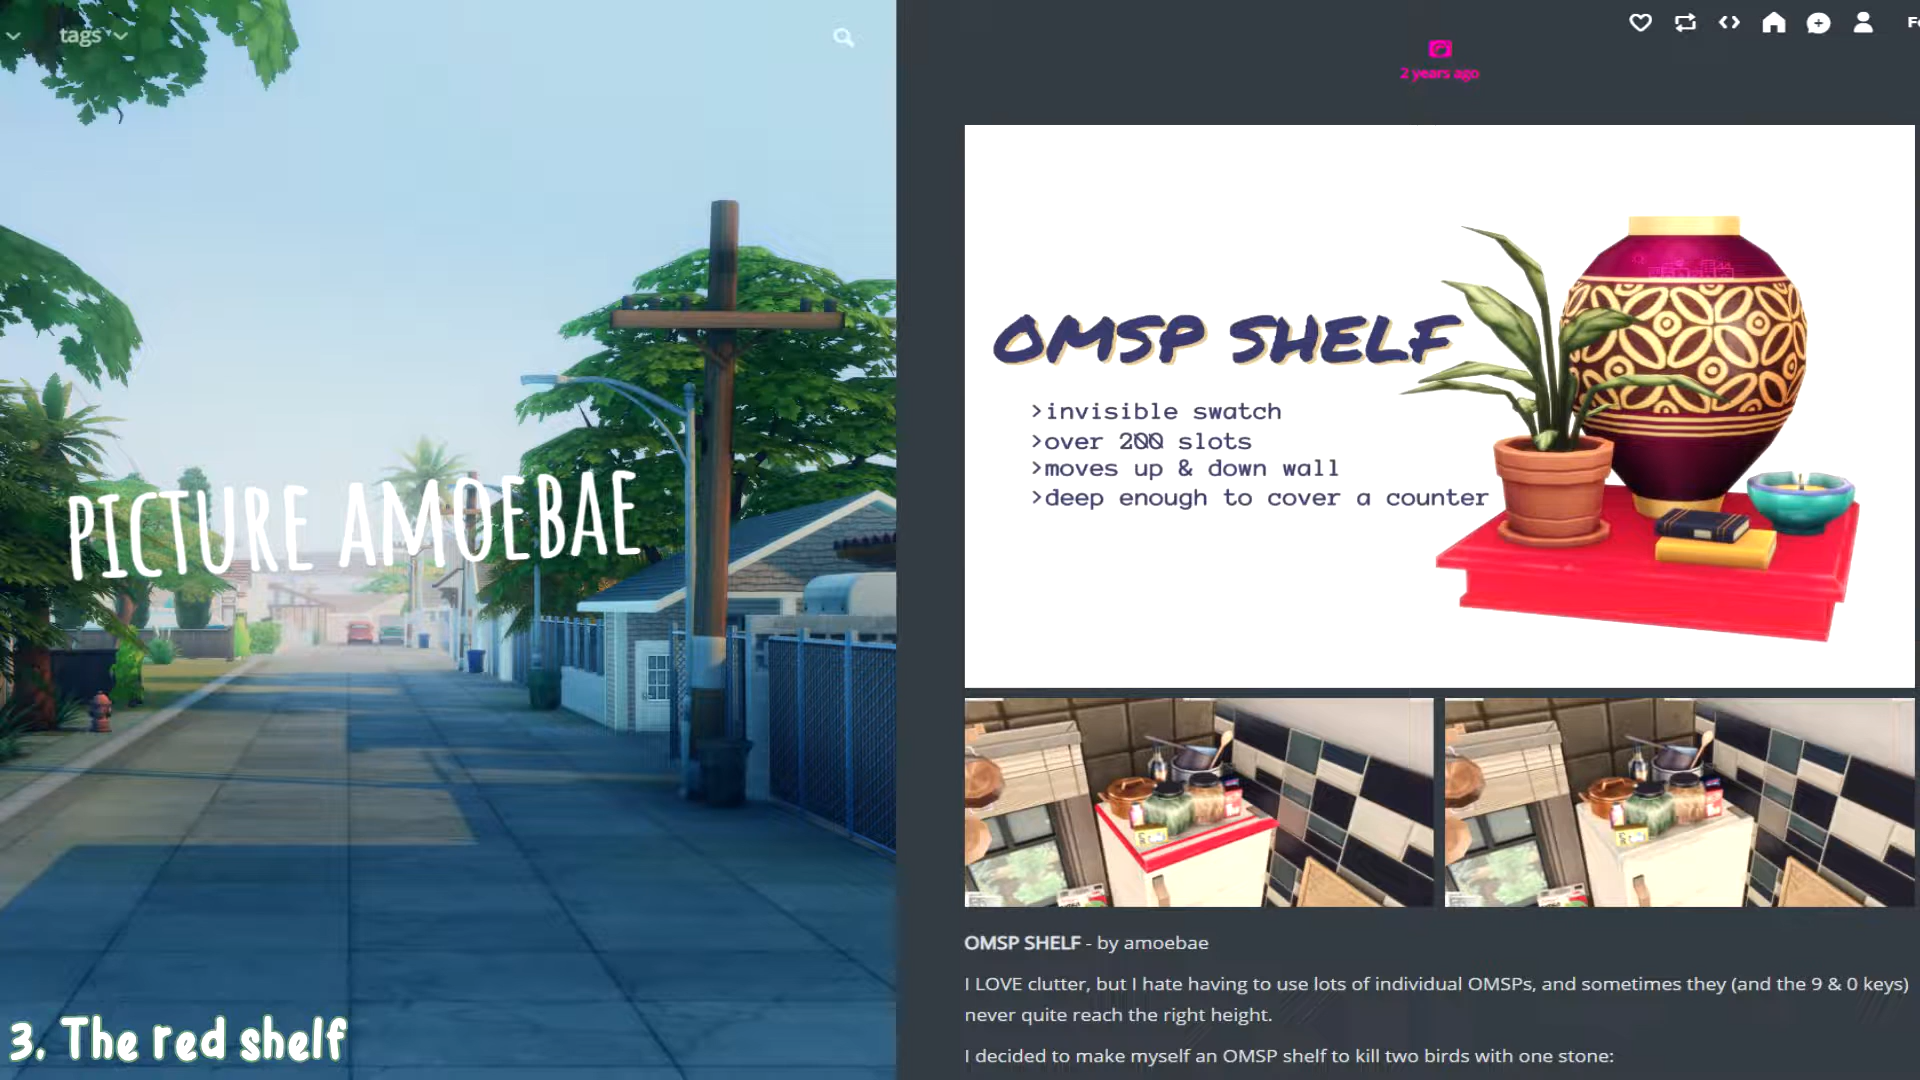 tags
Fo
2 years ago
OMSP SHELF
>invisible swatch
>over 200 slots
>moves up & down wall
>deep enough to cover a counter
PICTURE AMOEBAE
OMSP SHELF - by amoebae
I LOVE clutter, but I hate having to use lots of individual OMSPs, and sometimes they (and the 9 & 0 keys)
never quite reach the right height.
I decided to make myself an OMSP shelf to kill two birds with one stone:
3. The red shelf